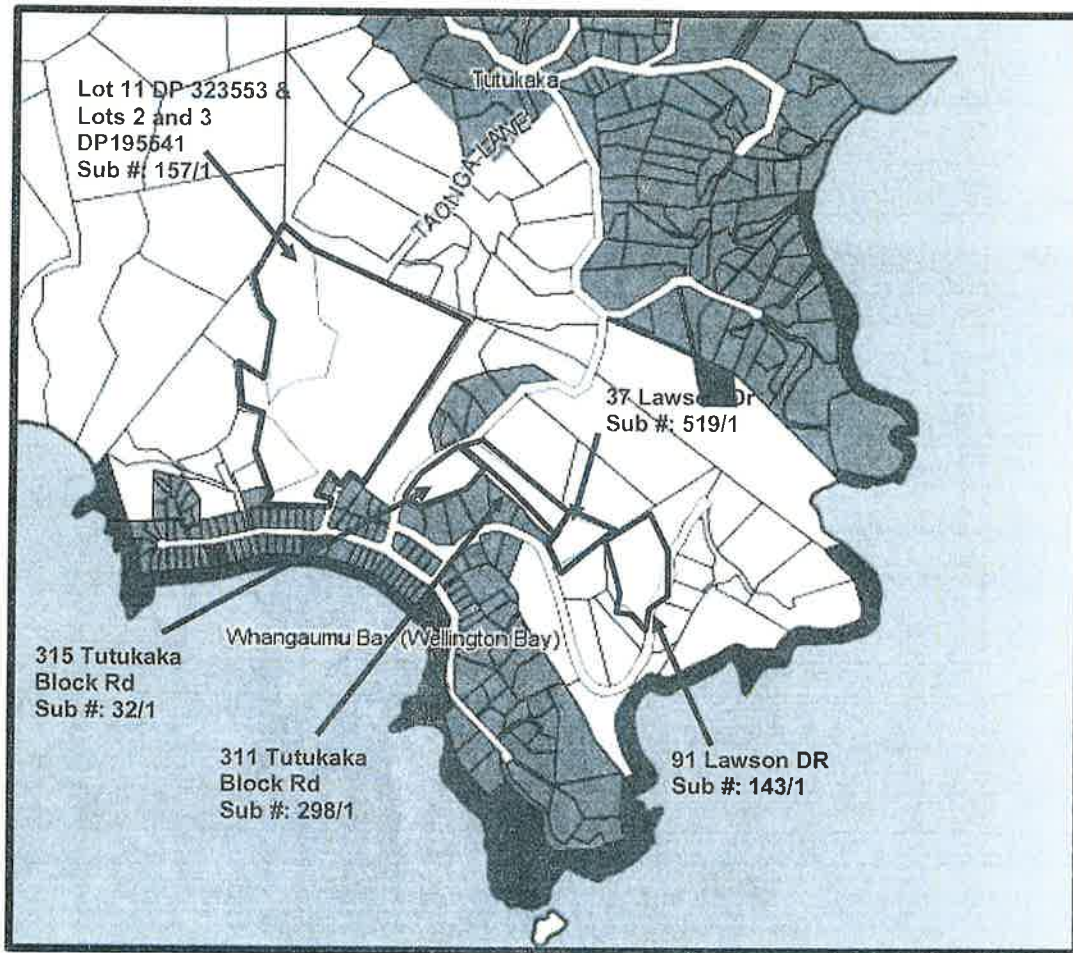 Lot 11 DP 323553 &
Lots 2 and 3
DP195541
Sub #: 157/1
Tutukaka
TAONGA LANE
37 Lawson Dr
Sub #: 519/1
Whangaumu Bay (Wellington Bay)
315 Tutukaka
Block Rd
Sub #: 32/1
311 Tutukaka
Block Rd
Sub #: 298/1
91 Lawson DR
Sub #: 143/1